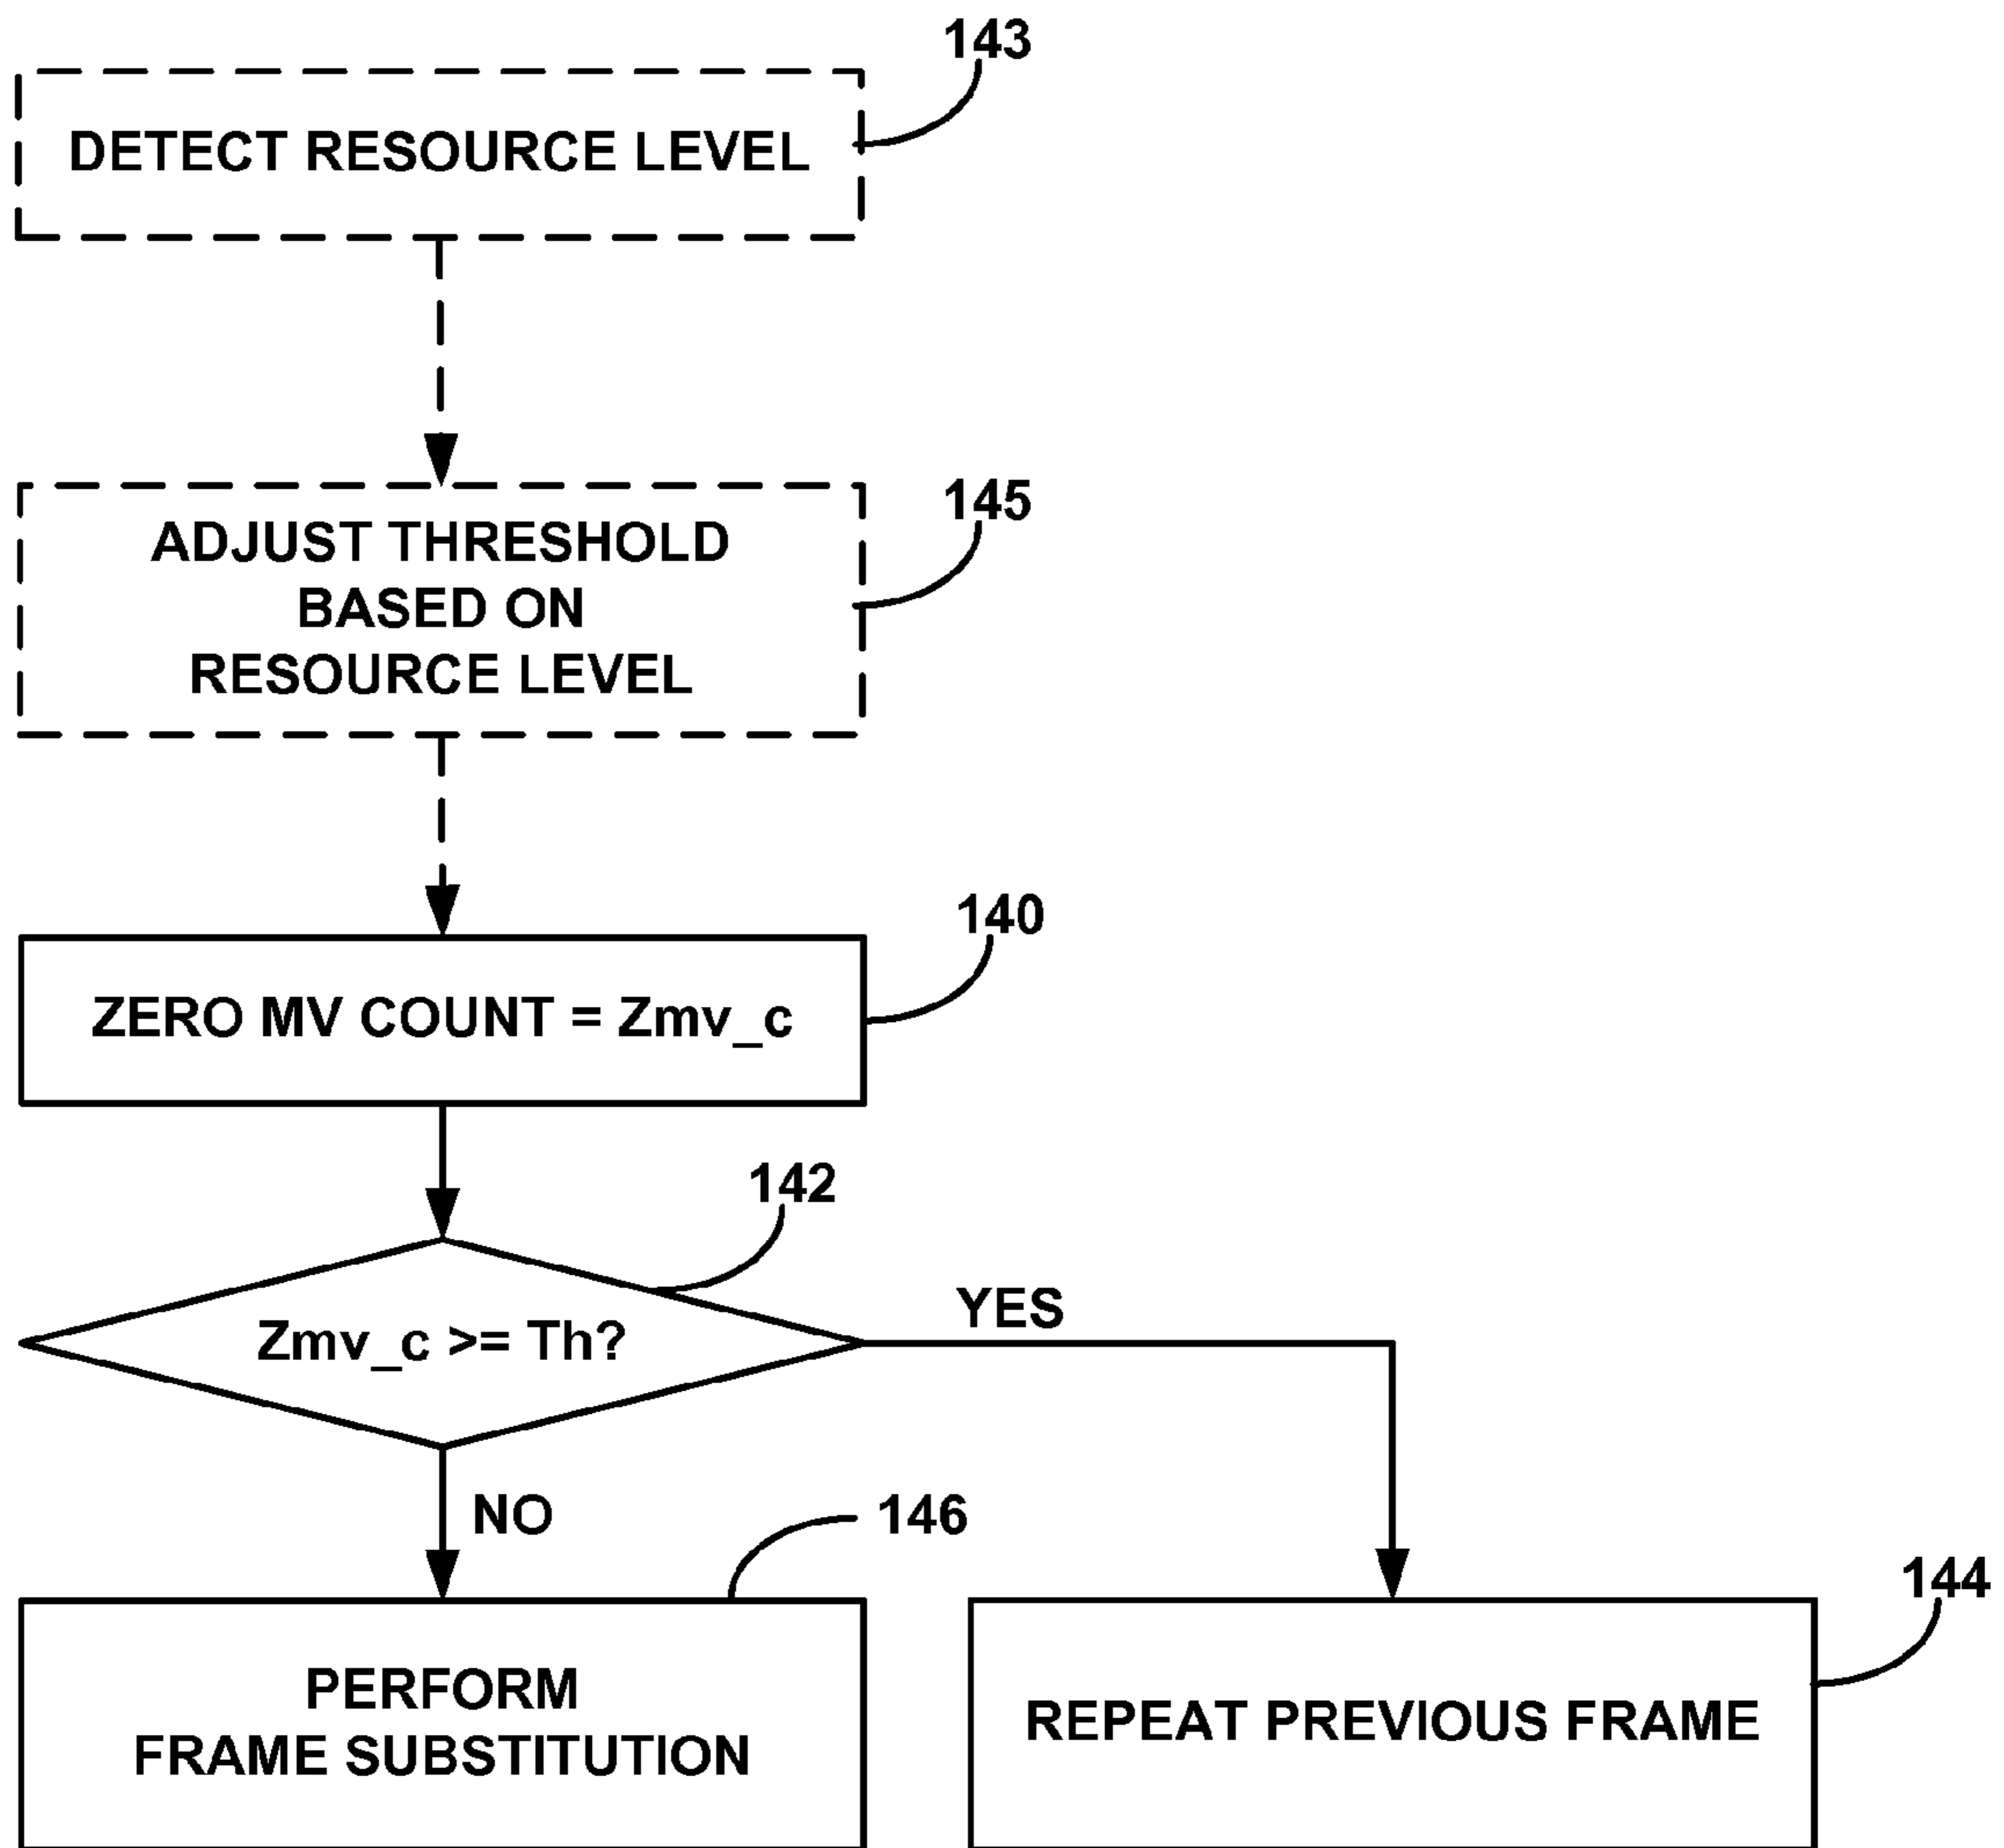 143
DETECT RESOURCE LEVEL
145
ADJUST THRESHOLD
BASED ON
RESOURCE LEVEL
140
ZERO MV COUNT = Zmv_c
142
Zmv_c >= Th?
YES
NO
146
144
PERFORM
FRAME SUBSTITUTION
REPEAT PREVIOUS FRAME